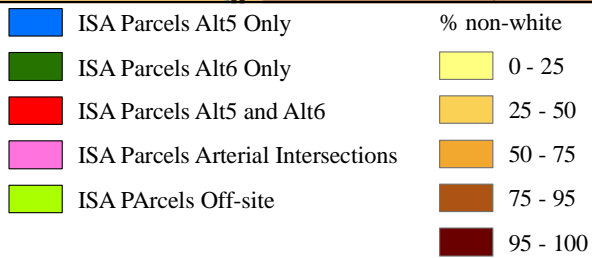 ISA Parcels Alt5 Only
ISA Parcels Alt6 Only
ISA Parcels Alt5 and Alt6
ISA Parcels Arterial Intersections
ISA PArcels Off-site
% non-white
0 - 25
25 - 50
50 - 75
75 - 95
95 - 100